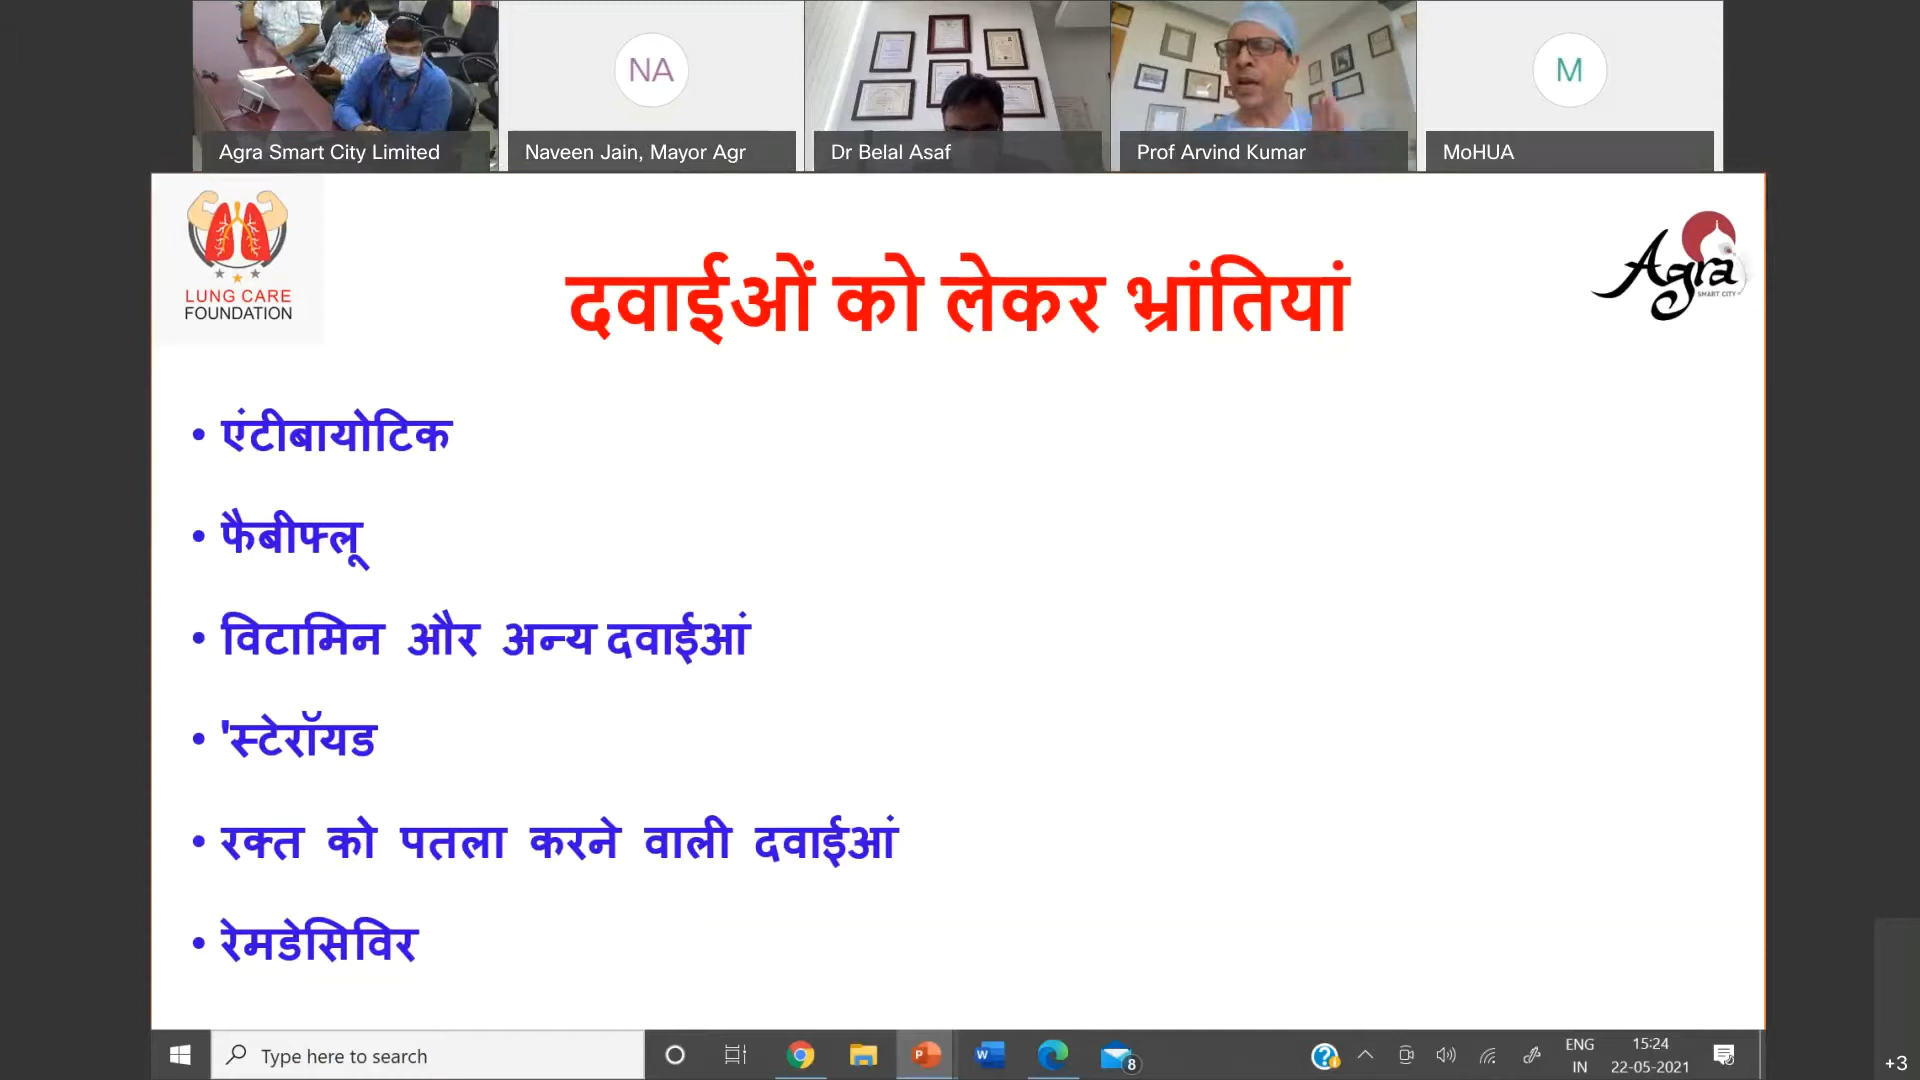 Agra Smart City Limited
NA
Naveen Jain, Mayor Agr
Dr Belal Asaf
Prof Arvind Kumar
M
MoHUA
LUNG CARE
FOUNDATION
Agra
SMART CITY
दवाईओं को लेकर भ्रांतियां
• एंटीबायोटिक
• फैबीफ्लू
• विटामिन और अन्य दवाईआं
• 'स्टेरॉयड
• रक्त को पतला करने वाली दवाईआं
• रेमडेसिविर
Type here to search
8
ENG
IN
15:24
22-05-2021
+3